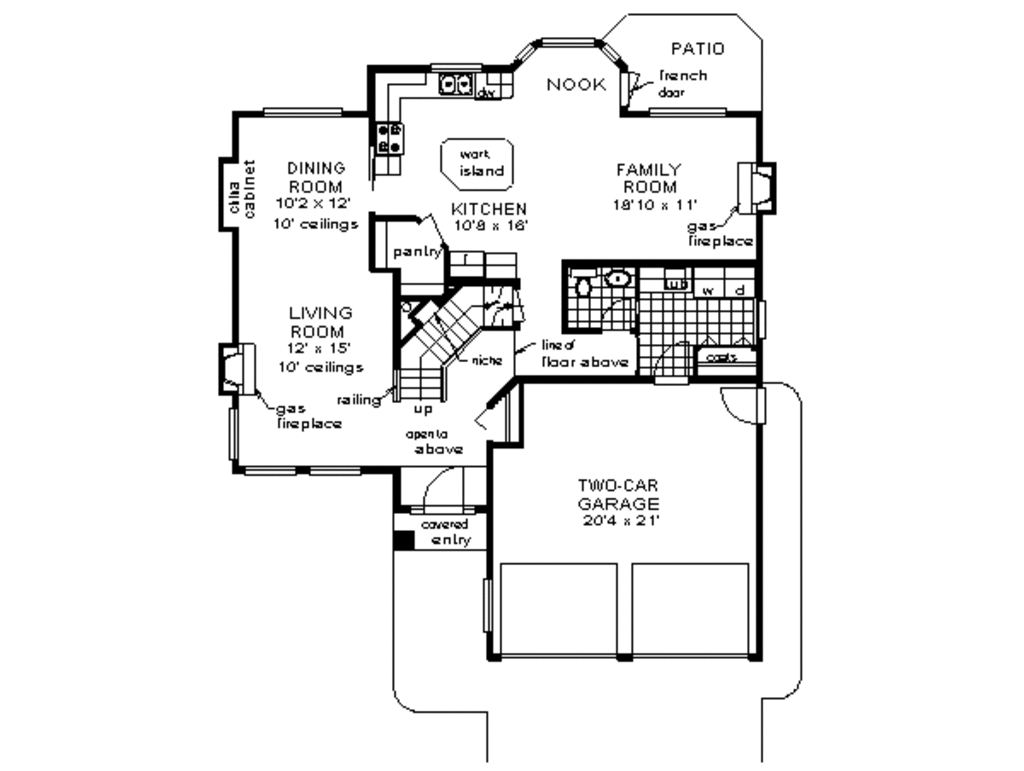 PATIO
NOOK
french
door
DINING
ROOM
10'2 x 12'
10' ceilings
china
cabinet
work
island
KITCHEN
10'8 x 16'
dw
FAMILY
ROOM
18'10 x 11'
gas
fireplace
pantry
r
tub
w d
LIVING
ROOM
12' x 15'
10' ceilings
niche
line of
floor above
coats
railing
up
gas
fireplace
open to
above
TWO-CAR
GARAGE
20'4 x 21'
covered
entry